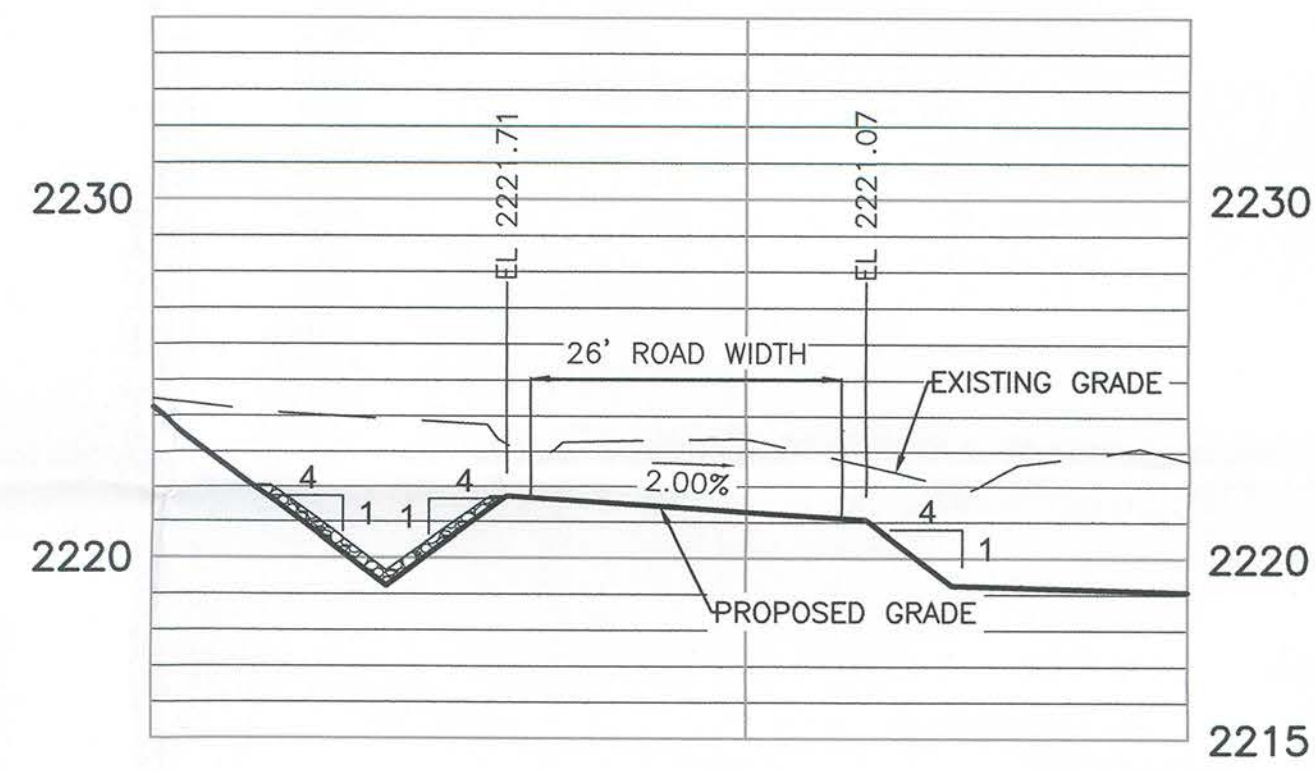 EL 2221.71
EL 2221.07
2230
2230
26' ROAD WIDTH
EXISTING GRADE
2.00%
4
1
4
1
4
1
2220
2220
PROPOSED GRADE
2215